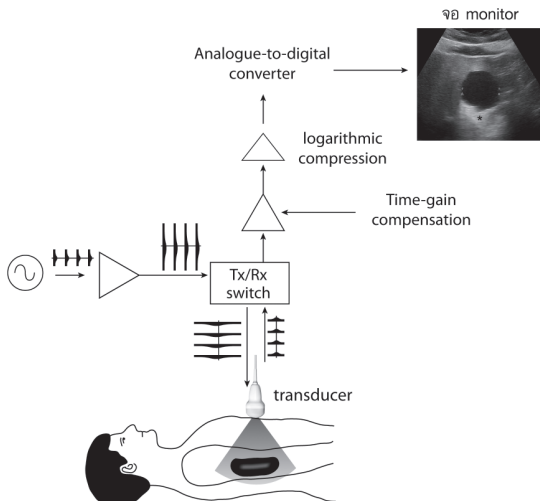 จอ monitor
Analogue-to-digital
converter
logarithmic
compression
Time-gain
compensation
Tx/Rx
switch
transducer
*